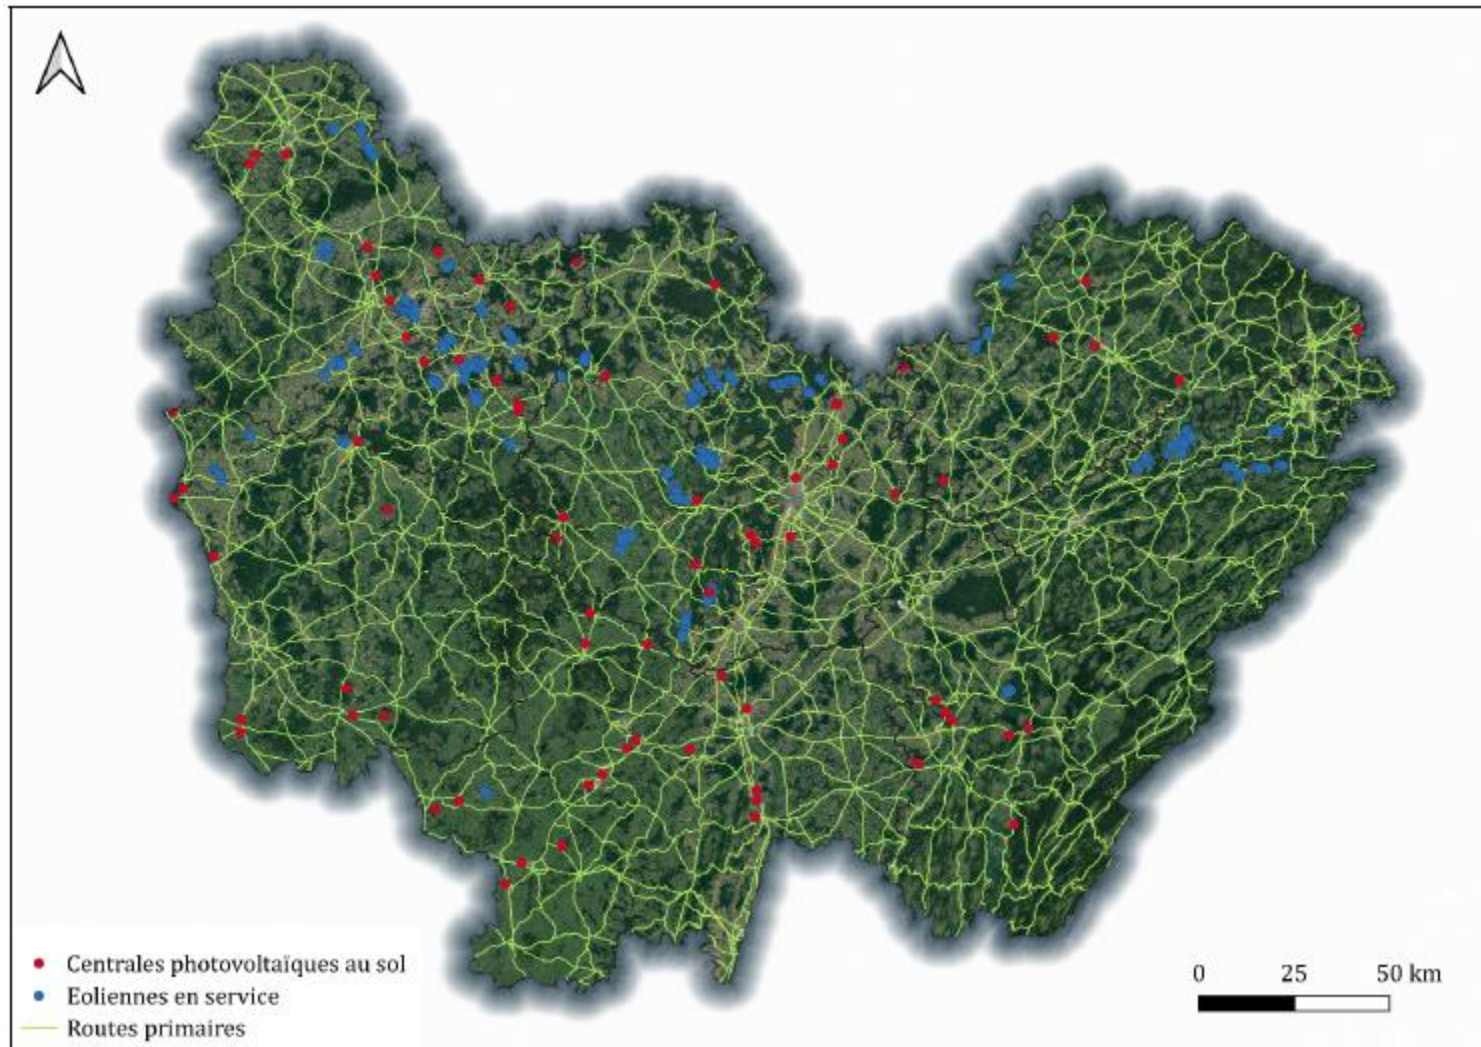 Centrales photovoltaïques au sol
Eoliennes en service
Routes primaires
0 25 50 km